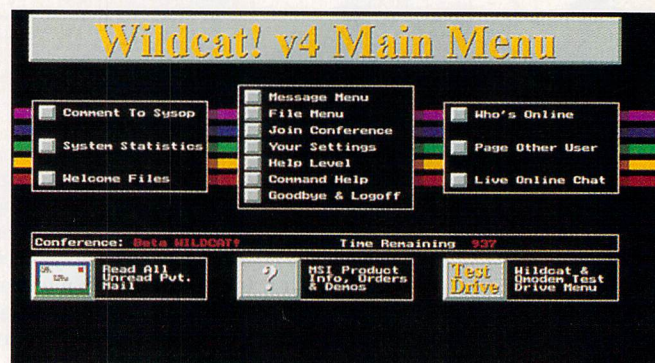 Wildcat! v4 Main Menu
Comment To Sysop
System Statistics
Welcome Files
Message Menu
File Menu
Join Conference
Your Settings
Help Level
Command Help
Goodbye & Logoff
Who's Online
Page Other User
Live Online Chat
Conference: Beta WILDCAT! Time Remaining 937
Read All
Unread Pvt.
Mail
?
MSI Product
Info, Orders
& Demos
Test
Drive
Wildcat &
Qmodem Test
Drive Menu